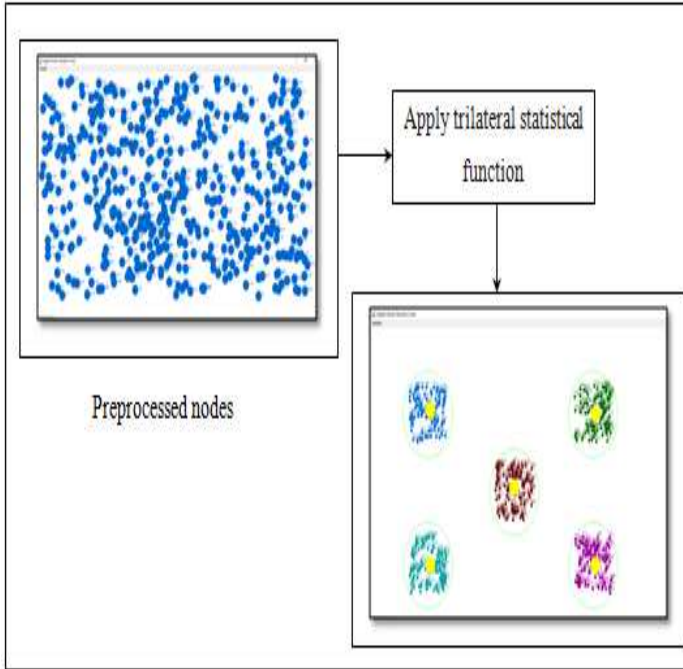 Apply trilateral statistical
function
Preprocessed nodes